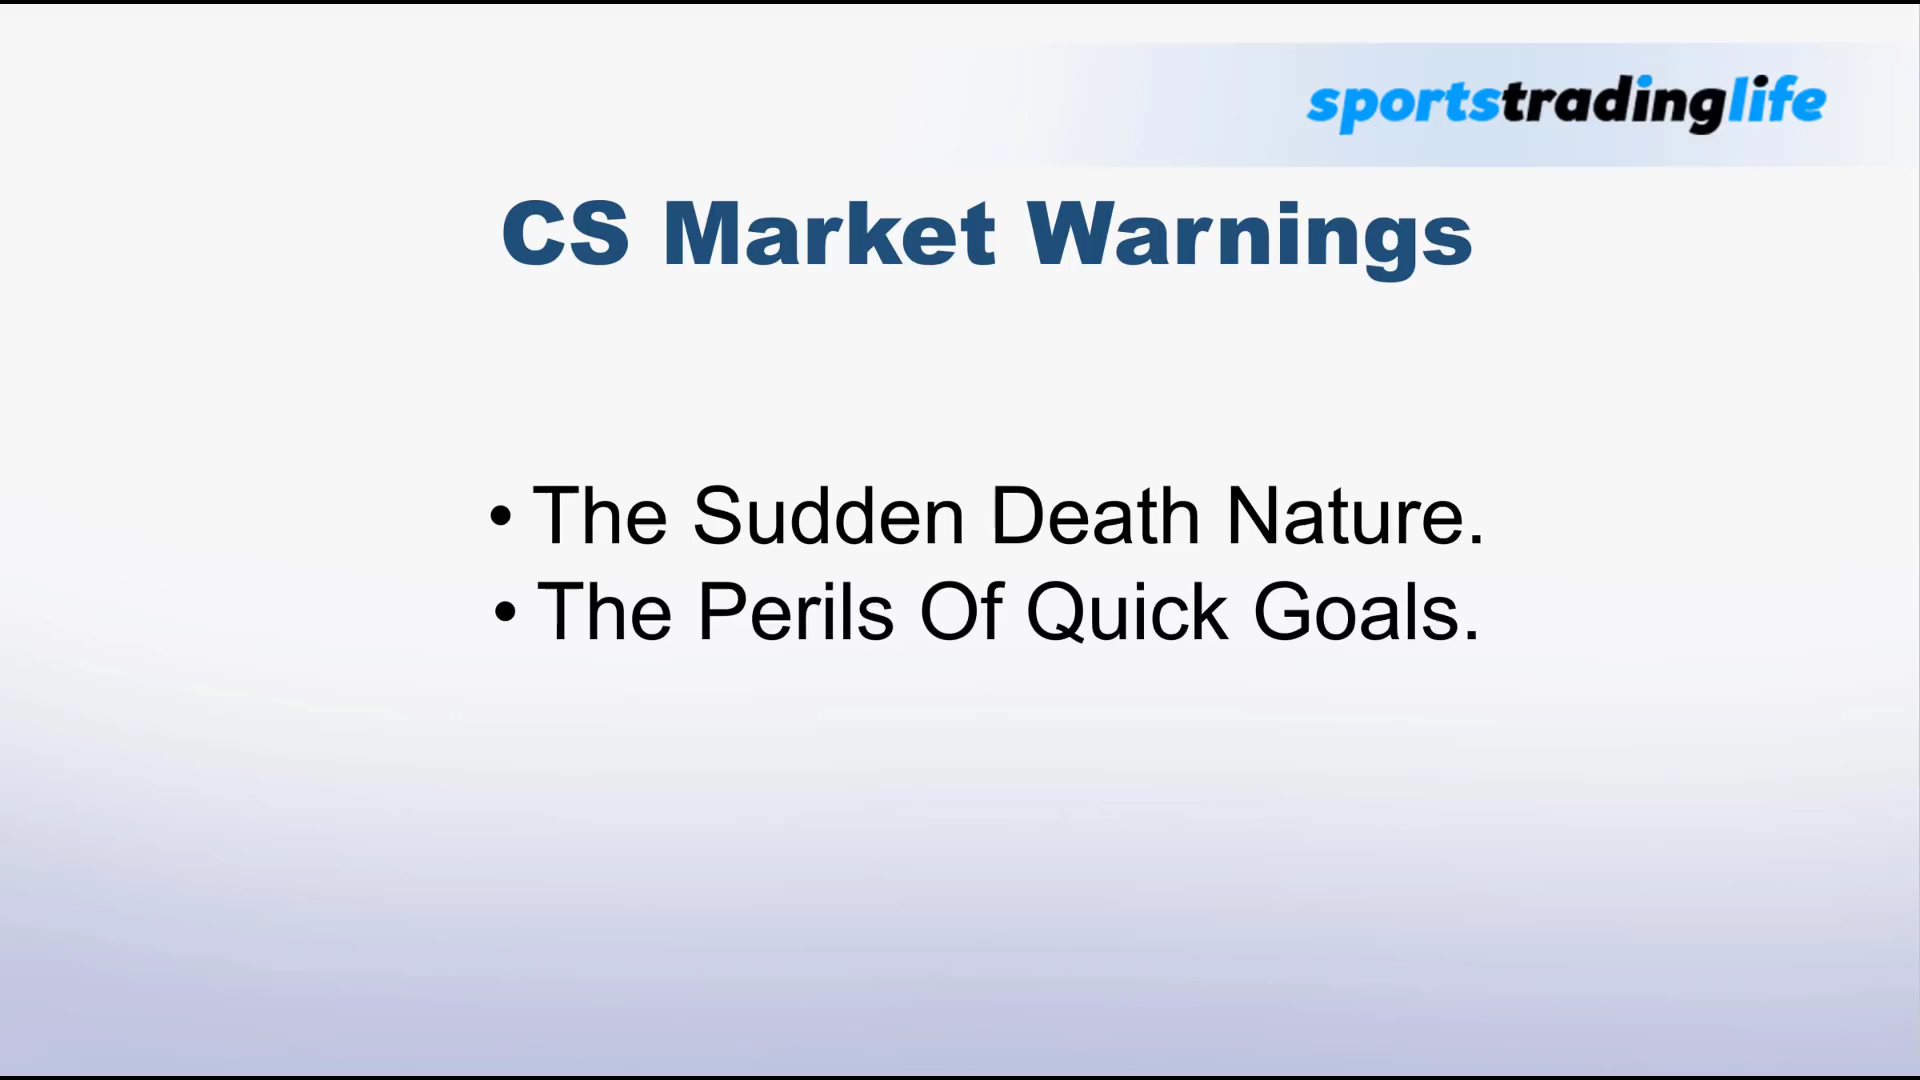 sportstradinglife
CS Market Warnings
• The Sudden Death Nature.
• The Perils Of Quick Goals.